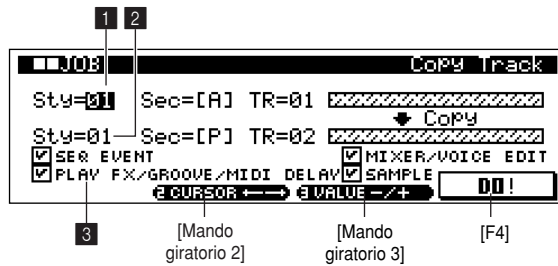 1 2
JOB Copy Track
Sty=01 Sec=[A] TR=01
Copy
Sty=01 Sec=[P] TR=02
SEQ EVENT MIXER/VOICE EDIT
PLAY FX/GROOVE/MIDI DELAY SAMPLE
CURSOR VALUE -/+ DO!
3 [Mando giratorio 2] [Mando giratorio 3] [F4]